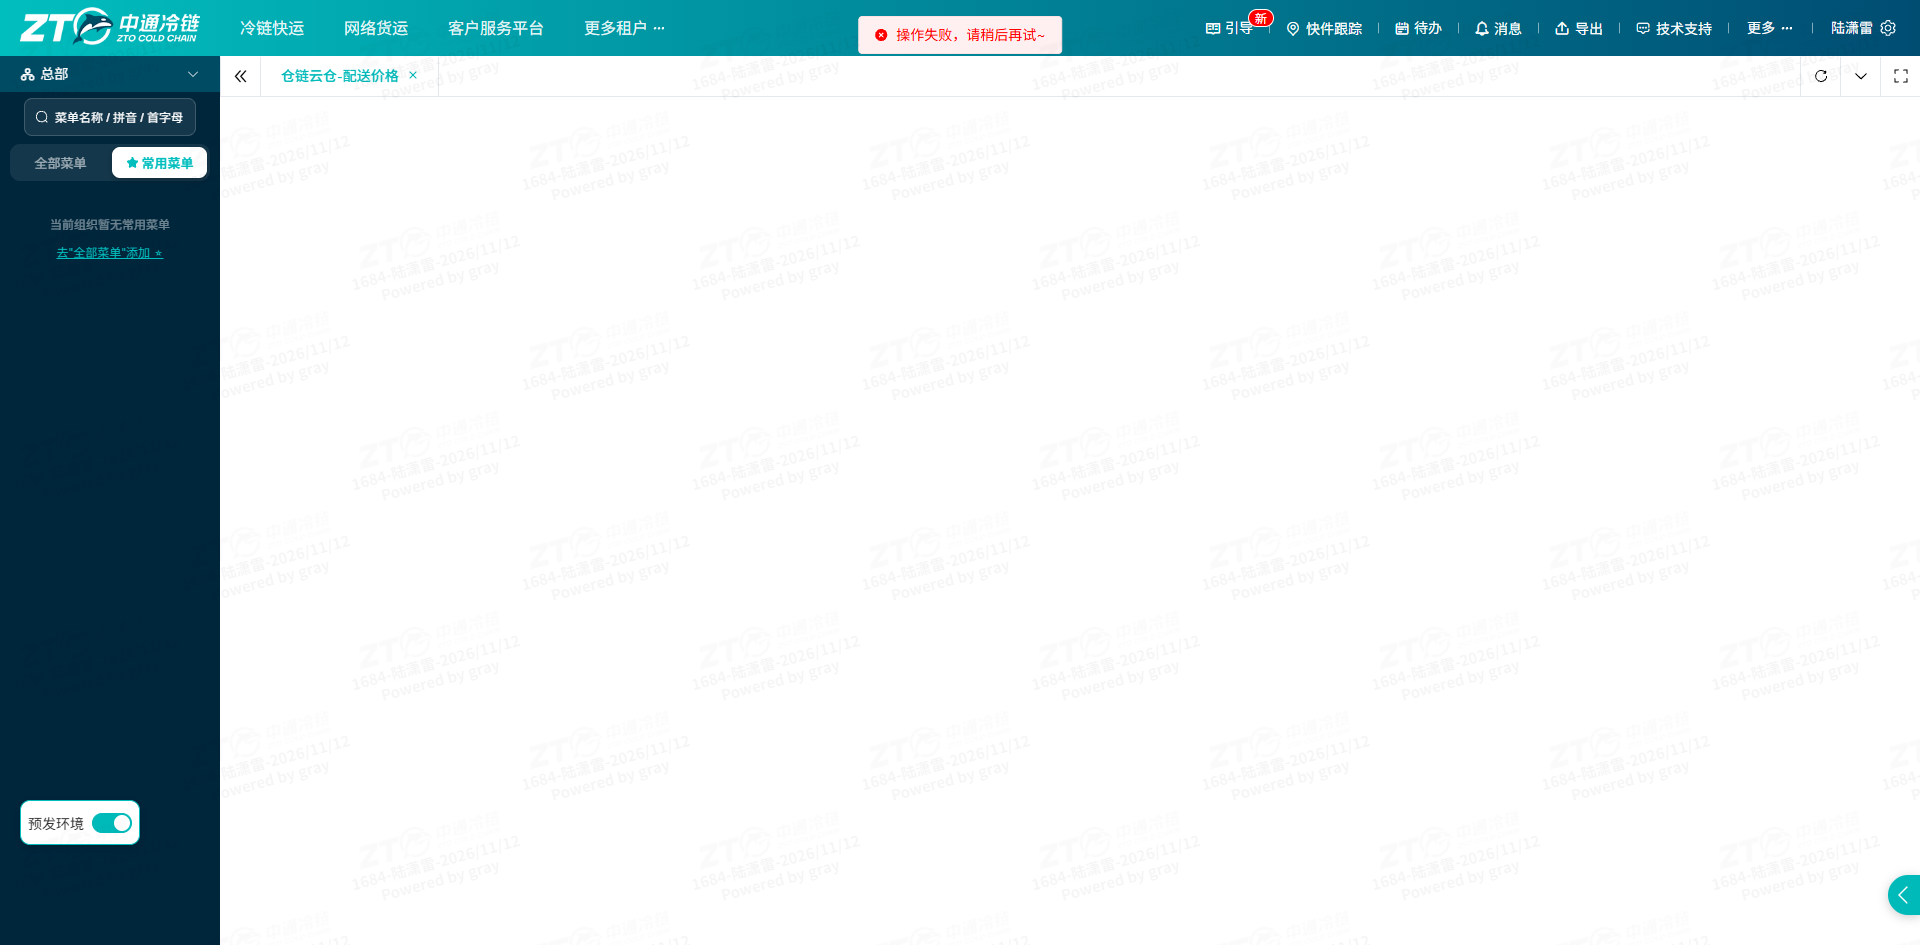 ZTO 中通冷链
ZTO COLD CHAIN
冷链快运 网络货运 客户服务平台 更多租户 ···
操作失败，请稍后再试~
引导 新 快件跟踪 待办 消息 导出 技术支持 更多 ··· 陆潇雷
总部
仓链云仓-配送价格
菜单名称 / 拼音 / 首字母
全部菜单 常用菜单
当前组织暂无常用菜单
去"全部菜单"添加
预发环境
ZTO 中通冷链
1684-陆潇雷-2026/11/12
Powered by gray